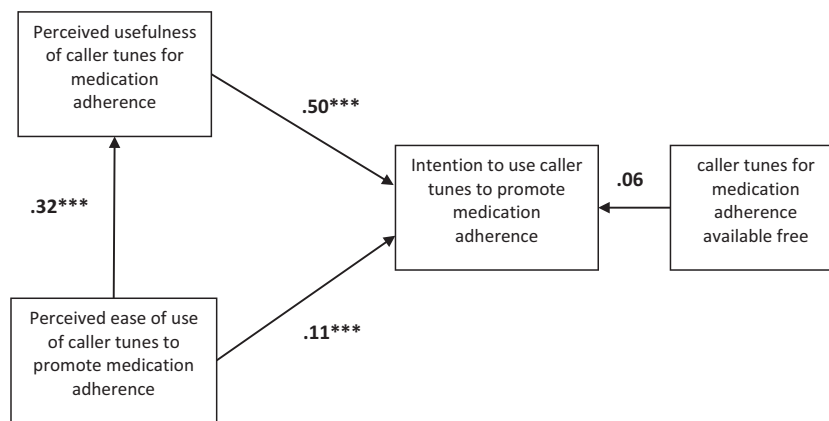 Perceived usefulness
of caller tunes for
medication
adherence
.50***
Intention to use caller
tunes to promote
medication
adherence
.06
caller tunes for
medication
adherence
available free
.32***
Perceived ease of use
of caller tunes to
promote medication
adherence
.11***